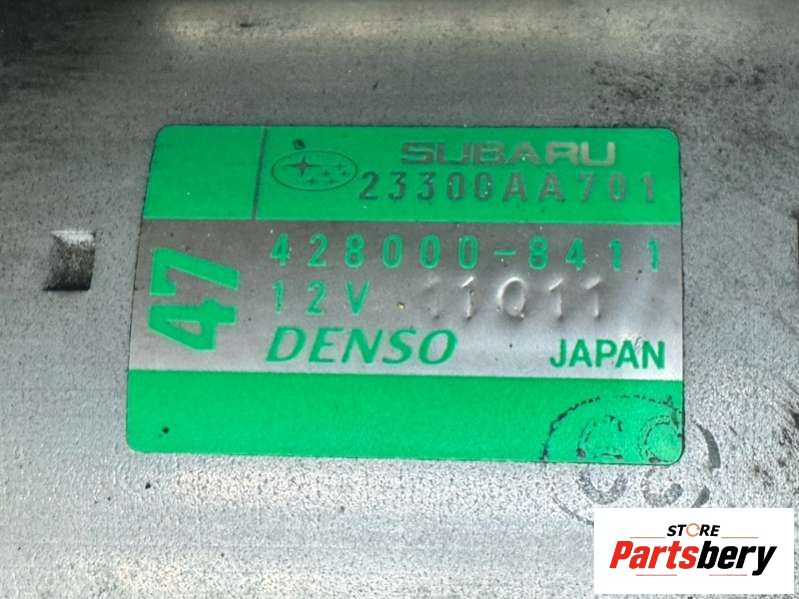 SUBARU
23300AA701
47
428000-8411
12V 11Q11
DENSO JAPAN
STORE
Partsbery